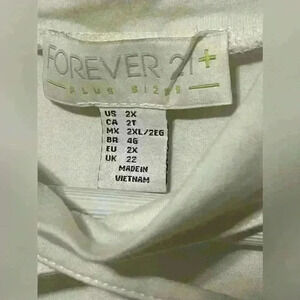 FOREVER 21+
PLUS SIZES
US 2X
CA 2T
MX 2XL/2EG
BR 46
EU 2X
UK 22
MADE IN
VIETNAM